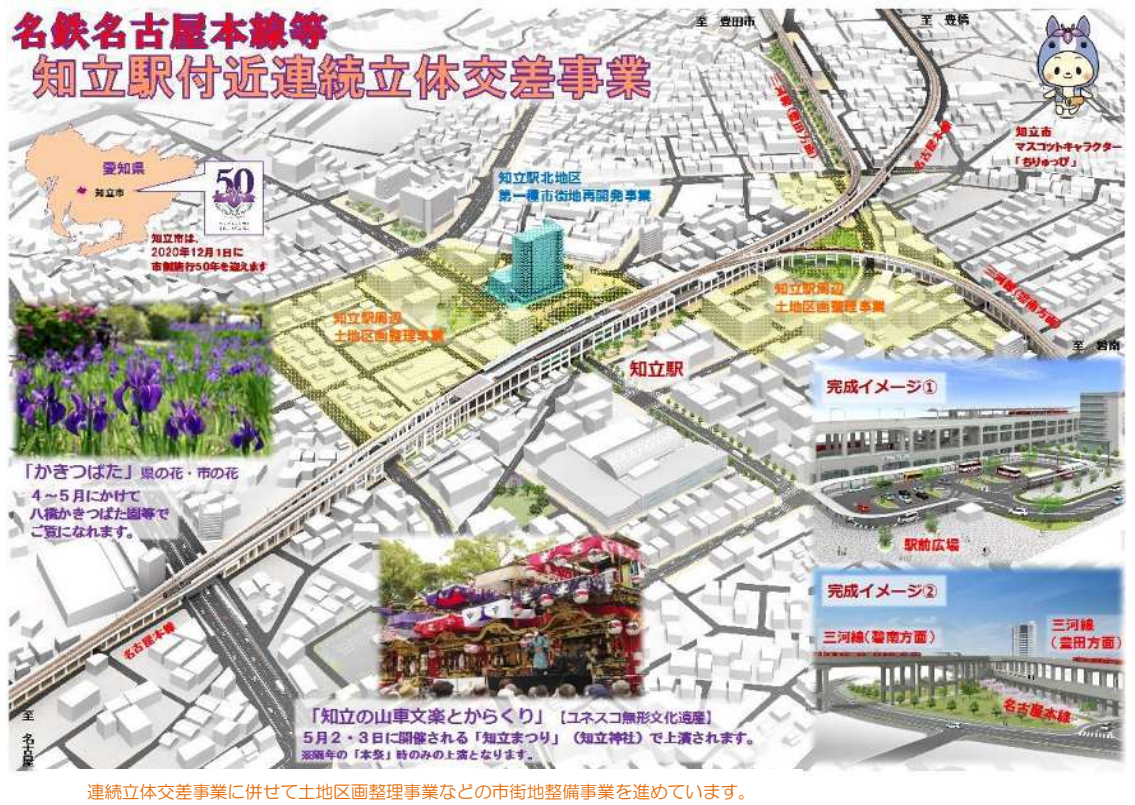 名鉄名古屋本線等
知立駅付近連続立体交差事業
至 豊田市
至 豊橋
三河線(豊田方面)
名古屋本線
知立市
マスコットキャラクター
「ちりゅっぴ」
愛知県
知立市
50
知立市は、
2020年12月1日に
市制施行50年を迎えます
知立駅北地区
第一種市街地再開発事業
知立駅周辺
土地区画整理事業
知立駅周辺
土地区画整理事業
三河線(碧南方面)
至 碧南
知立駅
完成イメージ①
駅前広場
「かきつばた」県の花・市の花
4~5月にかけて
八橋かきつばた園等で
ご覧になれます。
完成イメージ②
三河線(碧南方面)
三河線
(豊田方面)
名古屋本線
名古屋本線
至 名古屋
「知立の山車文楽とからくり」【ユネスコ無形文化遺産】
5月2・3日に開催される「知立まつり」(知立神社)で上演されます。
※隔年の「本祭」時のみの上演となります。
連続立体交差事業に併せて土地区画整理事業などの市街地整備事業を進めています。